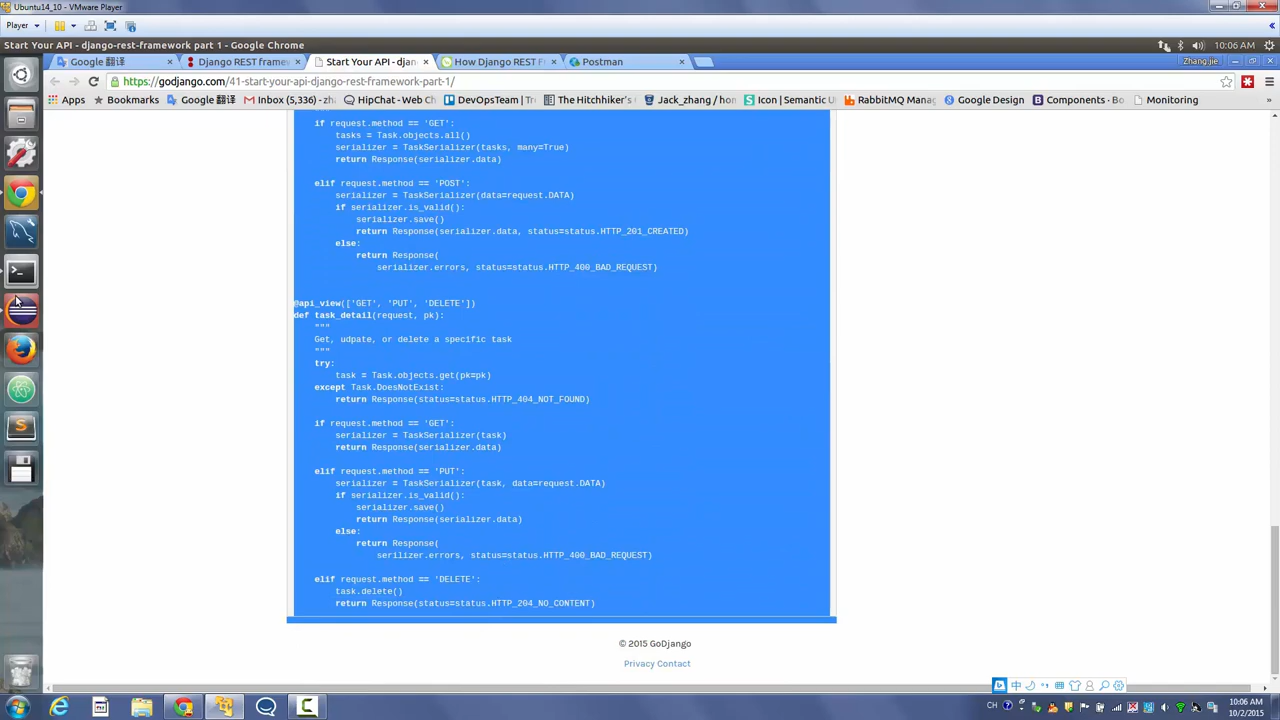 Ubuntu14_10 - VMware Player
Player
Start Your API - django-rest-framework part 1 - Google Chrome
10:06 AM
Google 翻译
Django REST framew
Start Your API - djan
How Django REST F
Postman
Zhangjie
https://godjango.com/41-start-your-api-django-rest-framework-part-1/
Apps
Bookmarks
Google 翻译
Inbox (5,336) - zha
HipChat - Web Ch
DevOpsTeam | Tr
The Hitchhiker's
Jack_zhang / hom
Icon | Semantic U
RabbitMQ Manag
Google Design
Components · Boo
Monitoring
if request.method == 'GET':
tasks = Task.objects.all()
serializer = TaskSerializer(tasks, many=True)
return Response(serializer.data)
elif request.method == 'POST':
serializer = TaskSerializer(data=request.DATA)
if serializer.is_valid():
serializer.save()
return Response(serializer.data, status=status.HTTP_201_CREATED)
else:
return Response(
serializer.errors, status=status.HTTP_400_BAD_REQUEST)
@api_view(['GET', 'PUT', 'DELETE'])
def task_detail(request, pk):
"""
Get, udpate, or delete a specific task
"""
try:
task = Task.objects.get(pk=pk)
except Task.DoesNotExist:
return Response(status=status.HTTP_404_NOT_FOUND)
if request.method == 'GET':
serializer = TaskSerializer(task)
return Response(serializer.data)
elif request.method == 'PUT':
serializer = TaskSerializer(task, data=request.DATA)
if serializer.is_valid():
serializer.save()
return Response(serializer.data)
else:
return Response(
serilizer.errors, status=status.HTTP_400_BAD_REQUEST)
elif request.method == 'DELETE':
task.delete()
return Response(status=status.HTTP_204_NO_CONTENT)
© 2015 GoDjango
Privacy Contact
中
CH
10:06 AM
10/2/2015